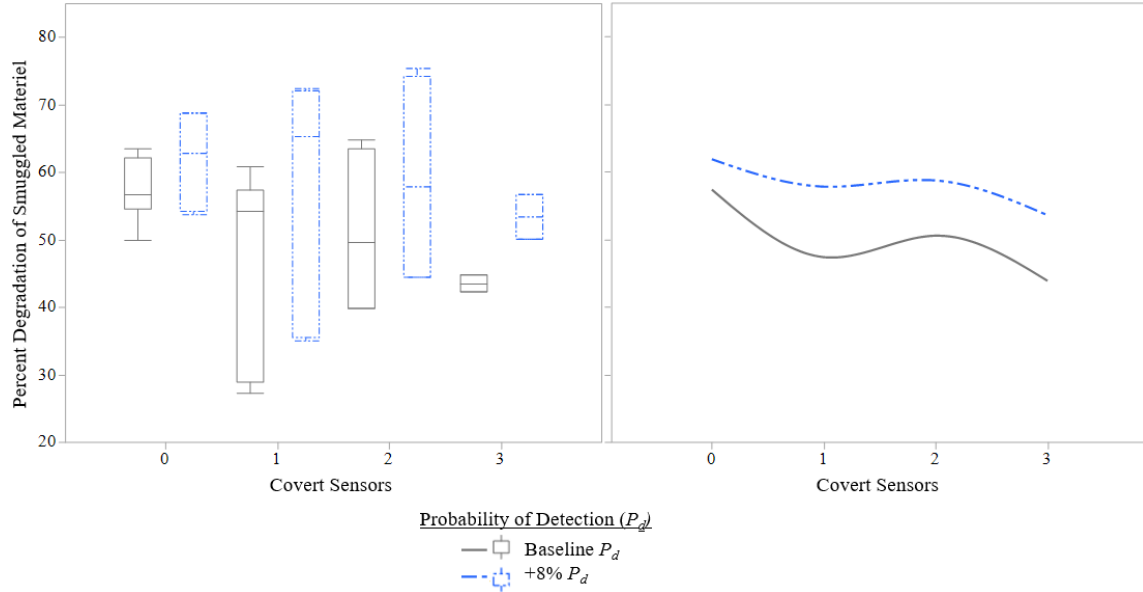 Percent Degradation of Smuggled Materiel
80
70
60
50
40
30
20
0 1 2 3
Covert Sensors
0 1 2 3
Covert Sensors
Probability of Detection (Pd)
Baseline Pd
+8% Pd